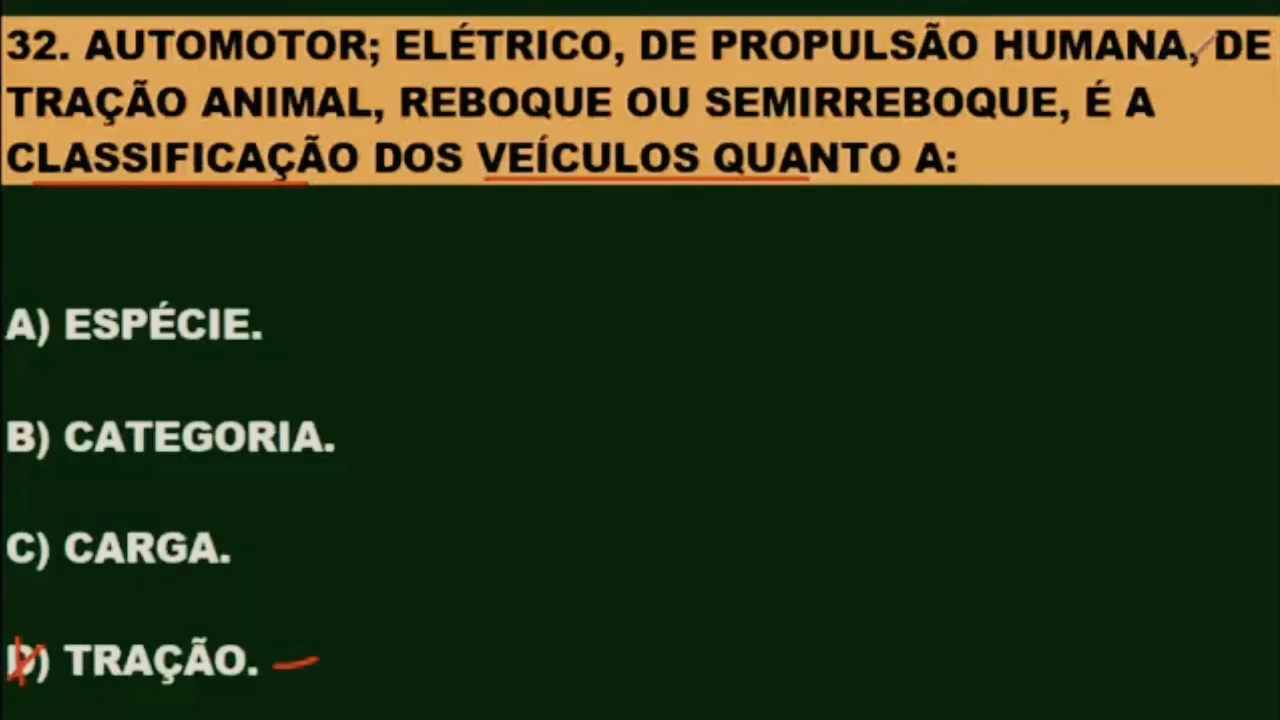 32. AUTOMOTOR; ELÉTRICO, DE PROPULSÃO HUMANA, DE
TRAÇÃO ANIMAL, REBOQUE OU SEMIRREBOQUE, É A
CLASSIFICAÇÃO DOS VEÍCULOS QUANTO A:
A) ESPÉCIE.
B) CATEGORIA.
C) CARGA.
D) TRAÇÃO.